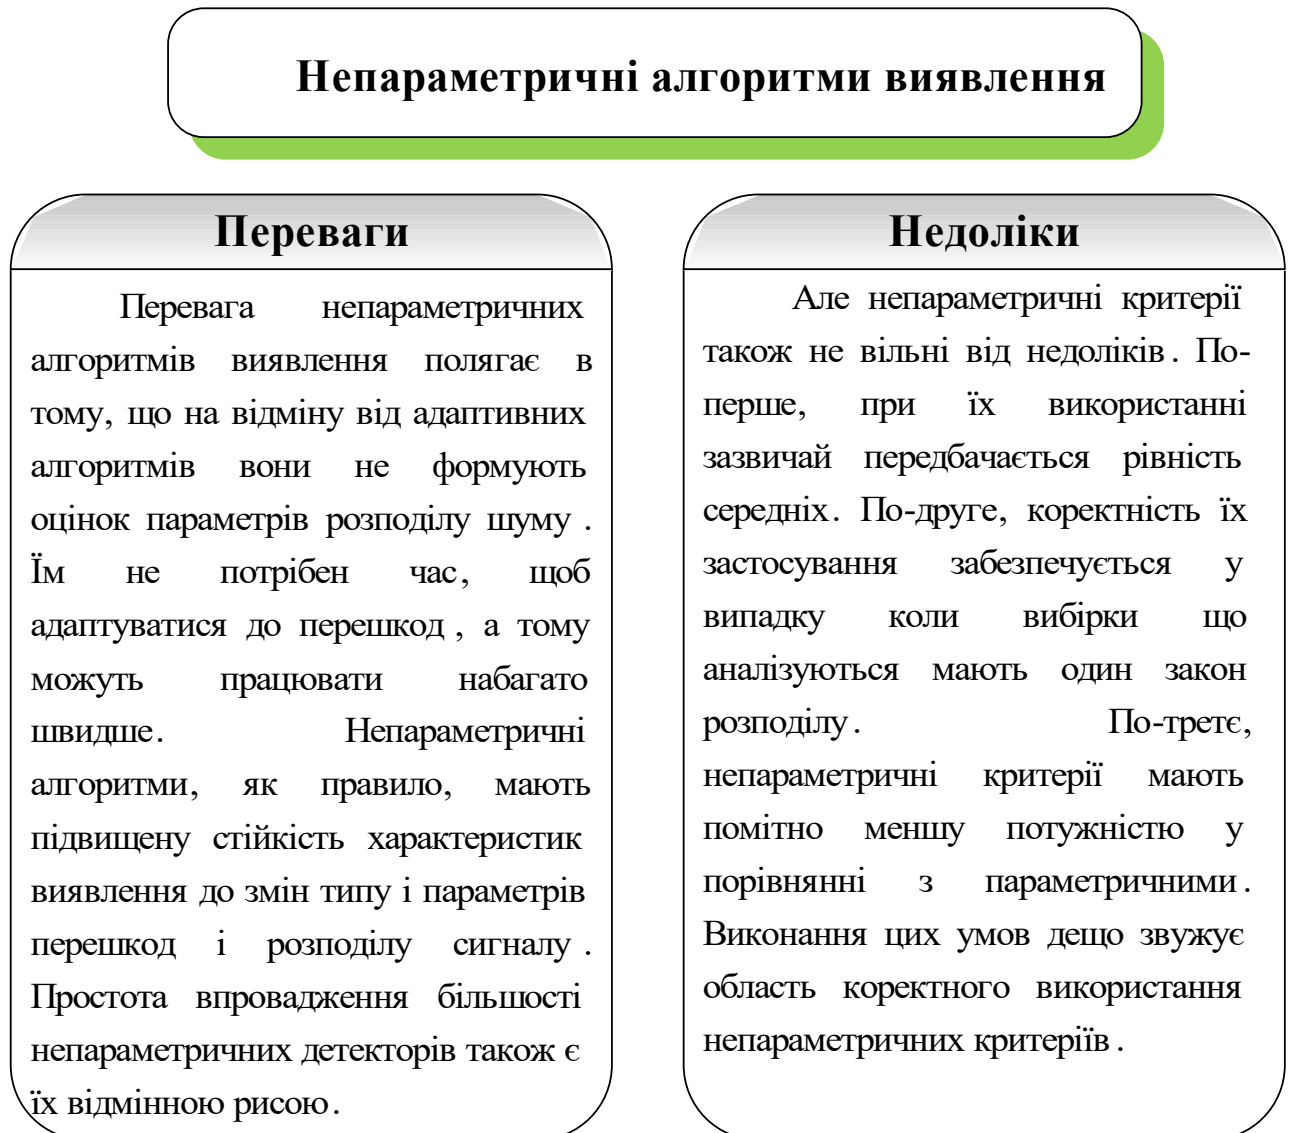 Непараметричні алгоритми виявлення
Переваги
Перевага непараметричних
алгоритмів виявлення полягає в
тому, що на відміну від адаптивних
алгоритмів вони не формують
оцінок параметрів розподілу шуму .
Їм не потрібен час, щоб
адаптуватися до перешкод , а тому
можуть працювати набагато
швидше. Непараметричні
алгоритми, як правило, мають
підвищену стійкість характеристик
виявлення до змін типу і параметрів
перешкод і розподілу сигналу .
Простота впровадження більшості
непараметричних детекторів також є
їх відмінною рисою.
Недоліки
Але непараметричні критерії
також не вільні від недоліків. По-
перше, при їх використанні
зазвичай передбачається рівність
середніх. По-друге, коректність їх
застосування забезпечується у
випадку коли вибірки що
аналізуються мають один закон
розподілу. По-третє,
непараметричні критерії мають
помітно меншу потужністю у
порівнянні з параметричними.
Виконання цих умов дещо звужує
область коректного використання
непараметричних критеріїв.